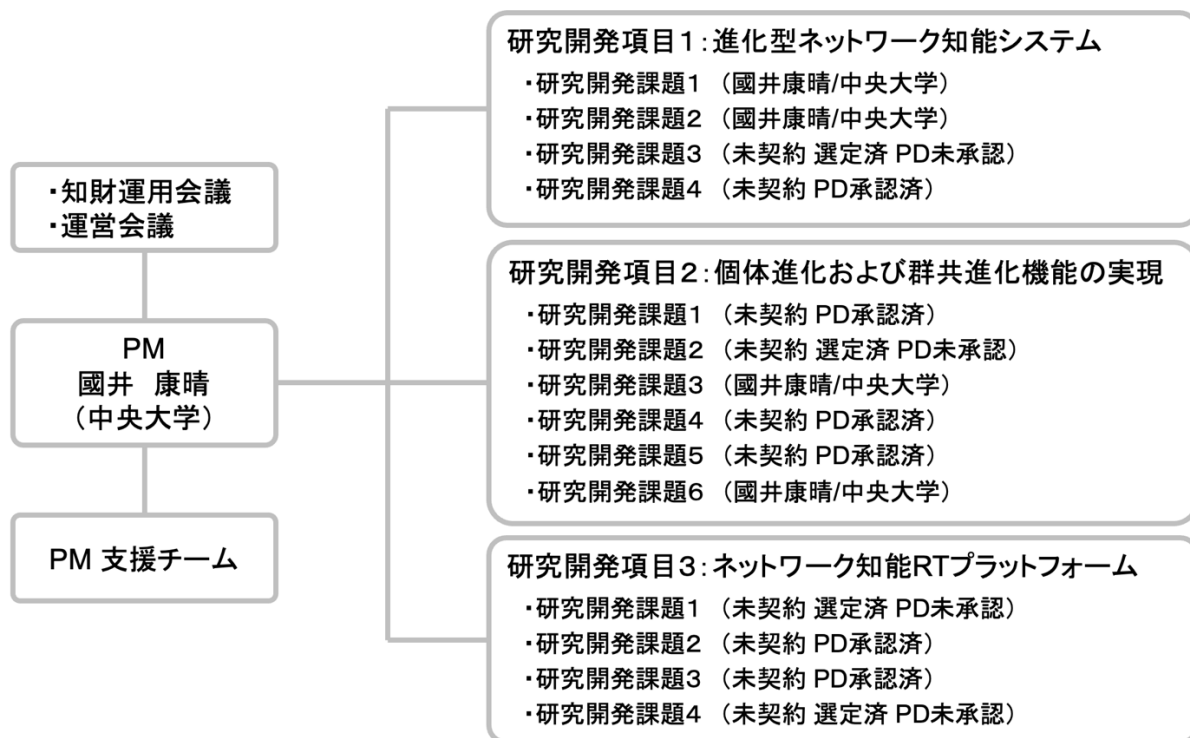 ・知財運用会議
・運営会議
PM
國井 康晴
（中央大学）
PM 支援チーム
研究開発項目1：進化型ネットワーク知能システム
・研究開発課題1 （國井康晴/中央大学）
・研究開発課題2 （國井康晴/中央大学）
・研究開発課題3 （未契約 選定済 PD未承認）
・研究開発課題4 （未契約 PD承認済）
研究開発項目2：個体進化および群共進化機能の実現
・研究開発課題1 （未契約 PD承認済）
・研究開発課題2 （未契約 選定済 PD未承認）
・研究開発課題3 （國井康晴/中央大学）
・研究開発課題4 （未契約 PD承認済）
・研究開発課題5 （未契約 PD承認済）
・研究開発課題6 （國井康晴/中央大学）
研究開発項目3：ネットワーク知能RTプラットフォーム
・研究開発課題1 （未契約 選定済 PD未承認）
・研究開発課題2 （未契約 PD承認済）
・研究開発課題3 （未契約 PD承認済）
・研究開発課題4 （未契約 選定済 PD未承認）